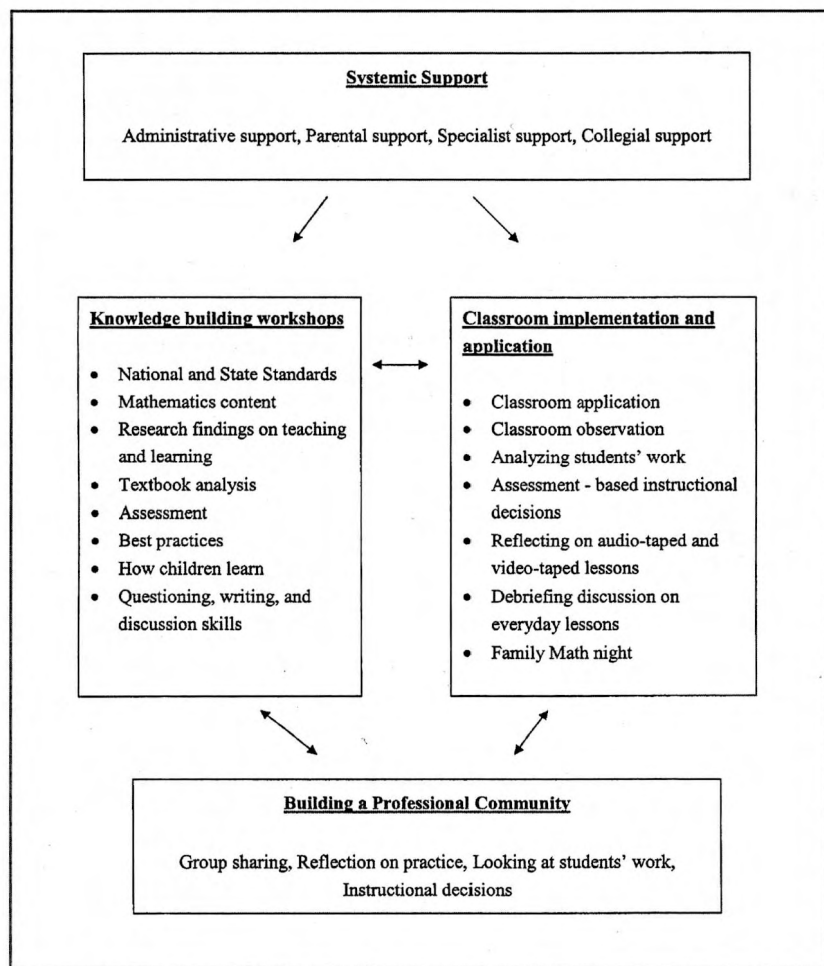 Systemic Support
Administrative support, Parental support, Specialist support, Collegial support
Knowledge building workshops
• National and State Standards
• Mathematics content
• Research findings on teaching
and learning
• Textbook analysis
• Assessment
• Best practices
• How children learn
• Questioning, writing, and
discussion skills
Classroom implementation and
application
• Classroom application
• Classroom observation
• Analyzing students' work
• Assessment - based instructional
decisions
• Reflecting on audio-taped and
video-taped lessons
• Debriefing discussion on
everyday lessons
• Family Math night
Building a Professional Community
Group sharing, Reflection on practice, Looking at students' work,
Instructional decisions